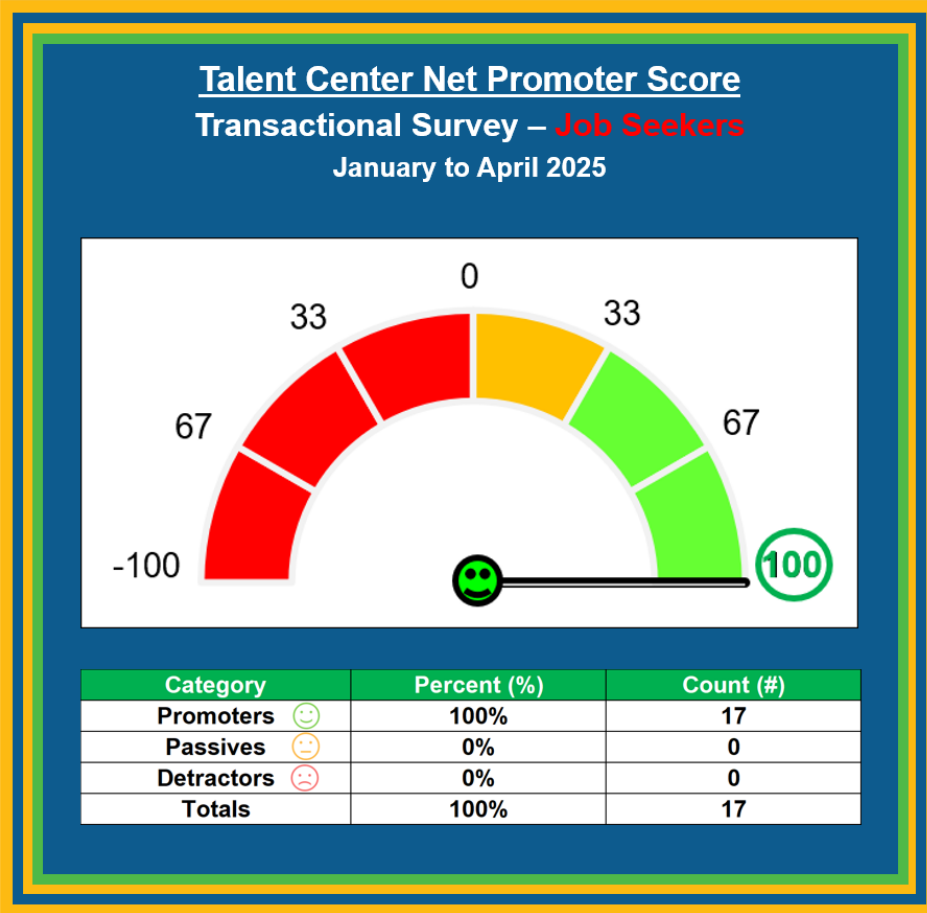 Talent Center Net Promoter Score
Transactional Survey – Job Seekers
January to April 2025
0
33
33
67
67
-100
100
Category Percent (%) Count (#)
Promoters 100% 17
Passives 0% 0
Detractors 0% 0
Totals 100% 17